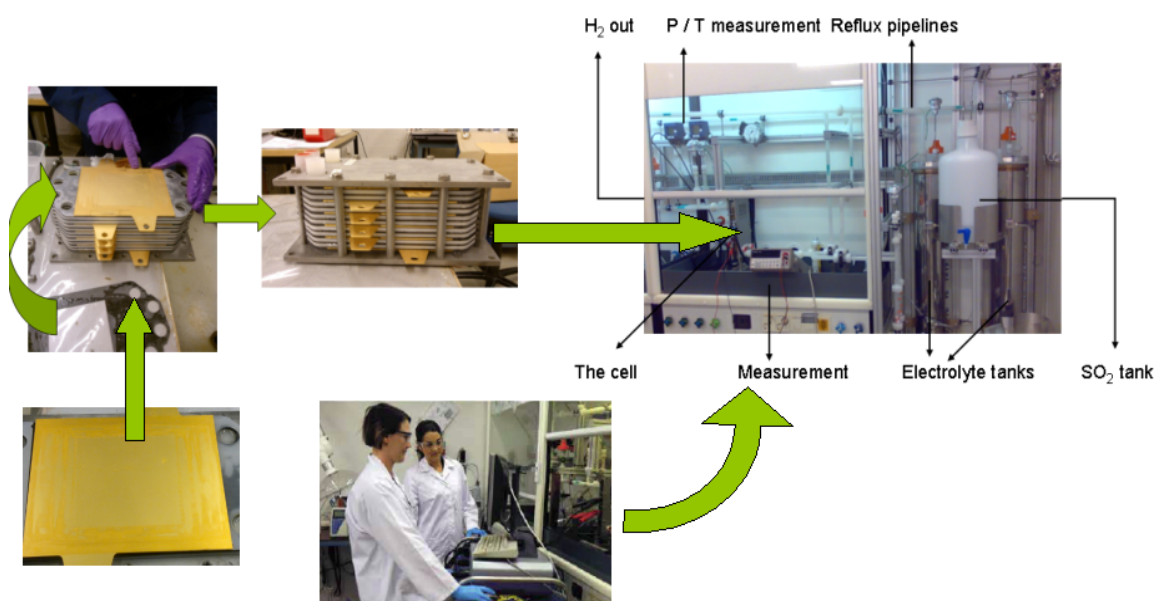 H₂ out P / T measurement Reflux pipelines
The cell Measurement Electrolyte tanks SO₂ tank